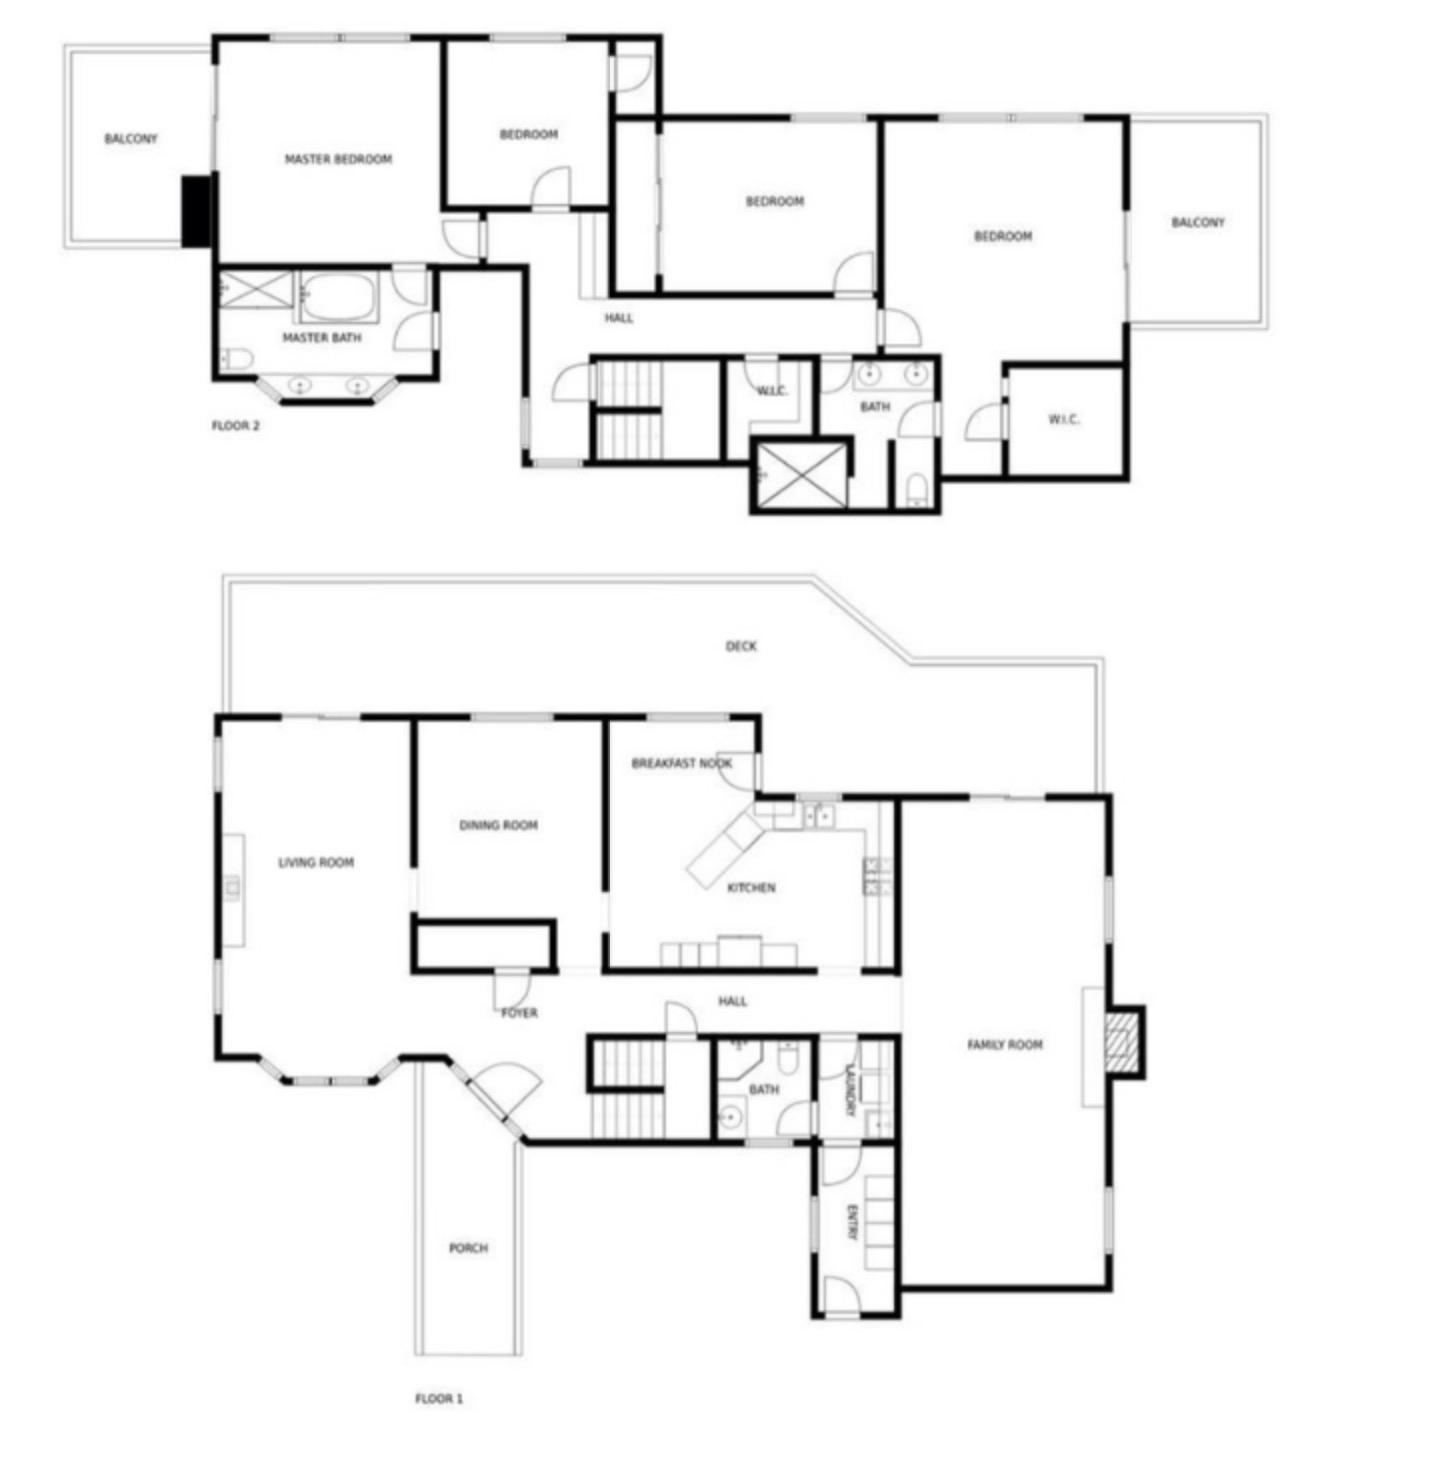 BALCONY
MASTER BEDROOM
BEDROOM
BEDROOM
BEDROOM
BALCONY
HALL
MASTER BATH
W.I.C.
BATH
W.I.C.
FLOOR 2
DECK
BREAKFAST NOOK
DINING ROOM
LIVING ROOM
KITCHEN
HALL
FOYER
FAMILY ROOM
BATH
LAUNDRY
ENTRY
PORCH
FLOOR 1